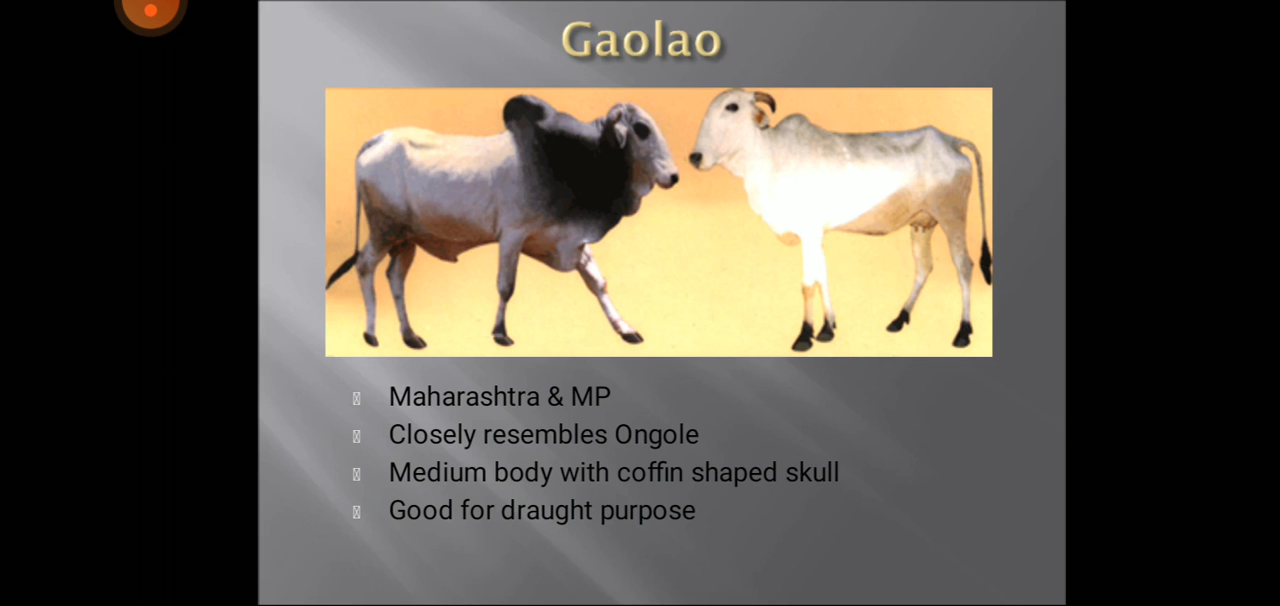 Gaolao
Maharashtra & MP
Closely resembles Ongole
Medium body with coffin shaped skull
Good for draught purpose